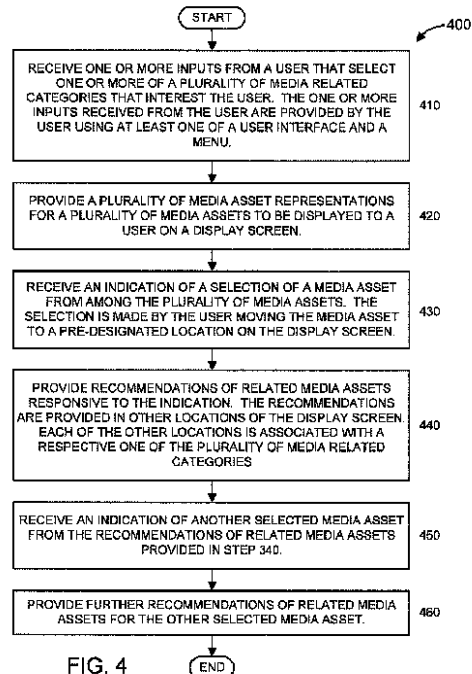 START
400
RECEIVE ONE OR MORE INPUTS FROM A USER THAT SELECT
ONE OR MORE OF A PLURALITY OF MEDIA RELATED
CATEGORIES THAT INTEREST THE USER. THE ONE OR MORE
INPUTS RECEIVED FROM THE USER ARE PROVIDED BY
THE USER USING AT LEAST ONE OF A USER INTERFACE AND A
MENU.
410
PROVIDE A PLURALITY OF MEDIA ASSET REPRESENTATIONS
FOR A PLURALITY OF MEDIA ASSETS TO BE DISPLAYED TO A
USER ON A DISPLAY SCREEN.
420
RECEIVE AN INDICATION OF A SELECTION OF A MEDIA ASSET
FROM AMONG THE PLURALITY OF MEDIA ASSETS. THE
SELECTION IS MADE BY THE USER MOVING THE MEDIA ASSET
TO A PRE-DESIGNATED LOCATION ON THE DISPLAY SCREEN.
430
PROVIDE RECOMMENDATIONS OF RELATED MEDIA ASSETS
RESPONSIVE TO THE INDICATION. THE RECOMMENDATIONS
ARE PROVIDED IN OTHER LOCATIONS OF THE DISPLAY SCREEN.
EACH OF THE OTHER LOCATIONS IS ASSOCIATED WITH A
RESPECTIVE ONE OF THE PLURALITY OF MEDIA RELATED
CATEGORIES
440
RECEIVE AN INDICATION OF ANOTHER SELECTED MEDIA ASSET
FROM THE RECOMMENDATIONS OF RELATED MEDIA ASSETS
PROVIDED IN STEP 340.
450
PROVIDE FURTHER RECOMMENDATIONS OF RELATED MEDIA
ASSETS FOR THE OTHER SELECTED MEDIA ASSET.
460
FIG. 4
END